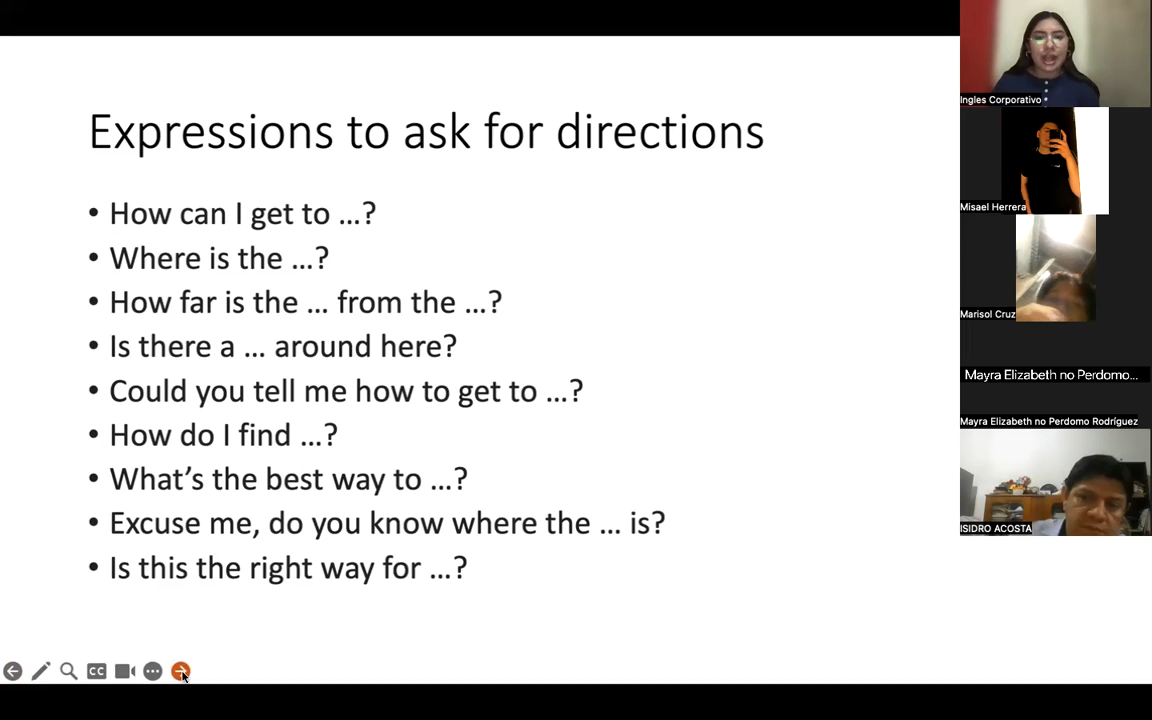 Expressions to ask for directions
• How can I get to …?
• Where is the …?
• How far is the … from the …?
• Is there a … around here?
• Could you tell me how to get to …?
• How do I find …?
• What’s the best way to …?
• Excuse me, do you know where the … is?
• Is this the right way for …?
CC
Ingles Corporativo
Misael Herrera
Marisol Cruz
Mayra Elizabeth no Perdomo...
Mayra Elizabeth no Perdomo Rodríguez
ISIDRO ACOSTA